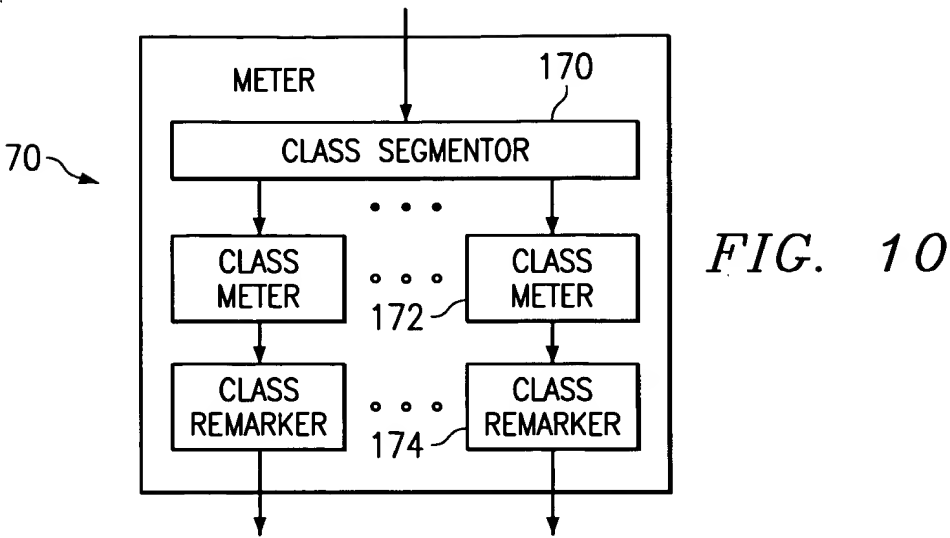 METER
170
CLASS SEGMENTOR
70
CLASS
METER
CLASS
METER
172
CLASS
REMARKER
CLASS
REMARKER
174
FIG. 10